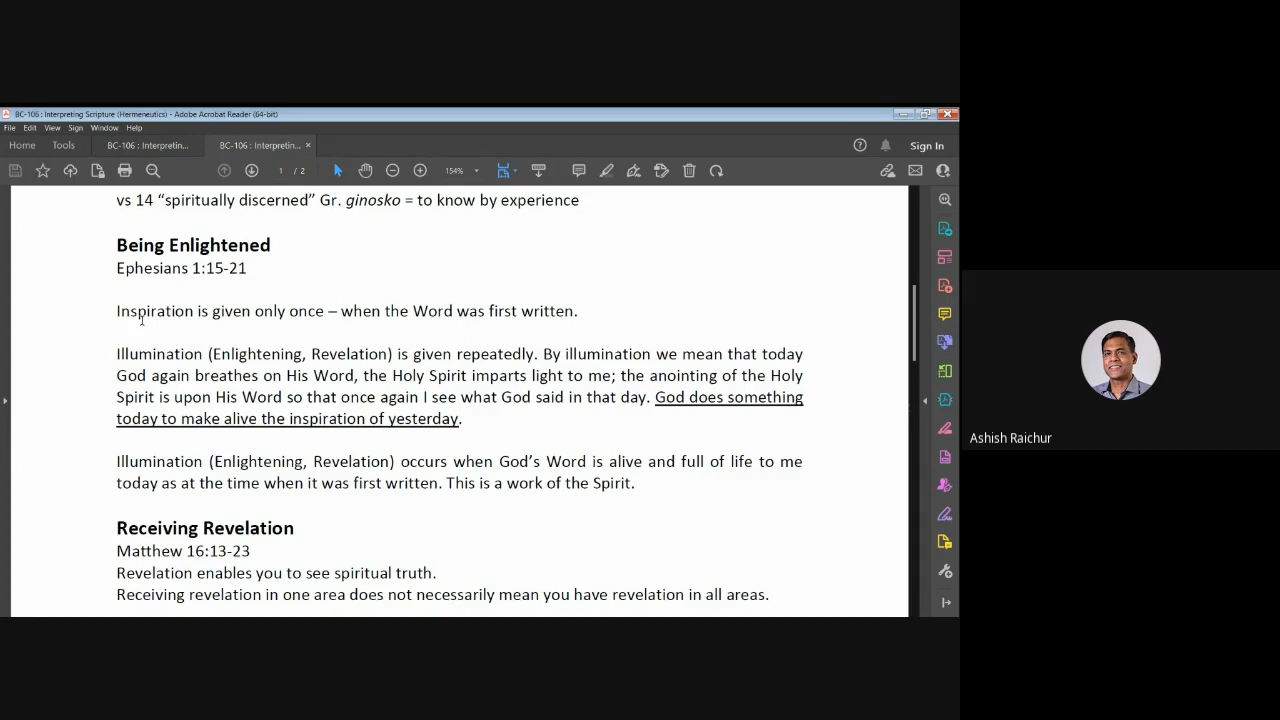 BC-106 : Interpreting Scripture (Hermeneutics) - Adobe Acrobat Reader (64-bit)
File Edit View Sign Window Help
Home Tools BC-106 : Interpretin... BC-106 : Interpretin... × Sign In
1 / 2 154%
vs 14 “spiritually discerned” Gr. ginosko = to know by experience
Being Enlightened
Ephesians 1:15-21
Inspiration is given only once – when the Word was first written.
Illumination (Enlightening, Revelation) is given repeatedly. By illumination we mean that today
God again breathes on His Word, the Holy Spirit imparts light to me; the anointing of the Holy
Spirit is upon His Word so that once again I see what God said in that day. God does something
today to make alive the inspiration of yesterday.
Illumination (Enlightening, Revelation) occurs when God’s Word is alive and full of life to me
today as at the time when it was first written. This is a work of the Spirit.
Receiving Revelation
Matthew 16:13-23
Revelation enables you to see spiritual truth.
Receiving revelation in one area does not necessarily mean you have revelation in all areas.
Ashish Raichur